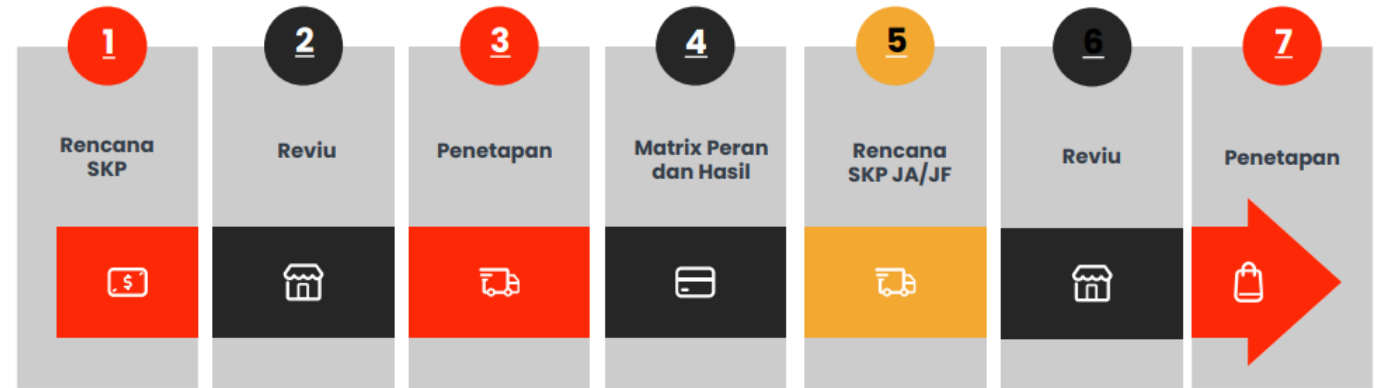 1
2
3
4
5
6
7
Rencana
SKP
Reviu
Penetapan
Matrix Peran
dan Hasil
Rencana
SKP JA/JF
Reviu
Penetapan
$